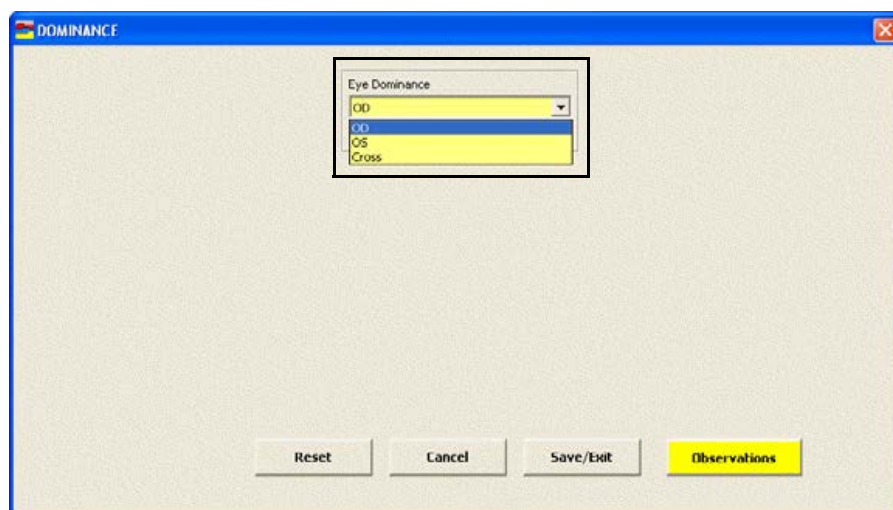 DOMINANCE
Eye Dominance
OD
OD
OS
Cross
Reset Cancel Save/Exit Observations